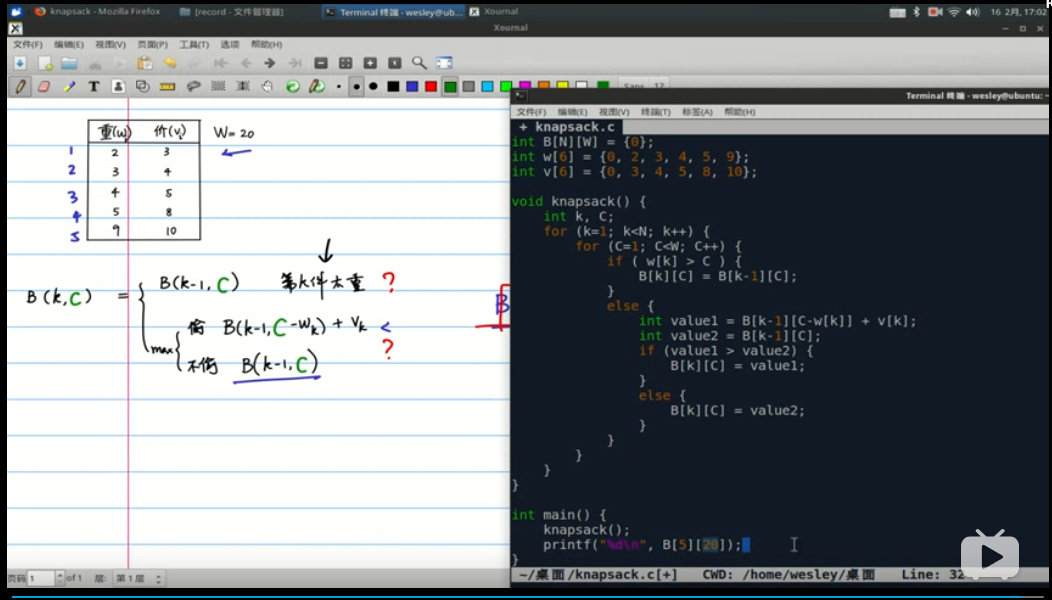 knapsack - Mozilla Firefox
[record - 文件管理器]
Terminal 终端 - wesley@ub...
Xournal
16 2月, 17:02
Xournal
文件(F) 编辑(E) 视图(V) 页面(P) 工具(T) 选项 帮助(H)
Sans 12
重(w) 价(vᵢ) W=20
1 2 3
2 3 4
3 4 5
4 5 8
5 9 10
B(k,C) =
B(k-1,C) 第k件太重 ?
max
偷 B(k-1,C-wk)+vk <
?
不偷 B(k-1,C)
B
页码 1 of 1 层: 第 1 层
Terminal 终端 - wesley@ubuntu: ~
文件(F) 编辑(E) 视图(V) 终端(T) 标签(A) 帮助(H)
+ knapsack.c
int B[N][W] = {0};
int w[6] = {0, 2, 3, 4, 5, 9};
int v[6] = {0, 3, 4, 5, 8, 10};
void knapsack() {
int k, C;
for (k=1; k<N; k++) {
for (C=1; C<W; C++) {
if ( w[k] > C ) {
B[k][C] = B[k-1][C];
}
else {
int value1 = B[k-1][C-w[k]] + v[k];
int value2 = B[k-1][C];
if (value1 > value2) {
B[k][C] = value1;
}
else {
B[k][C] = value2;
}
}
}
}
}
int main() {
knapsack();
printf("%d\n", B[5][20]);
}
~/桌面/knapsack.c[+] CWD: /home/wesley/桌面 Line: 32